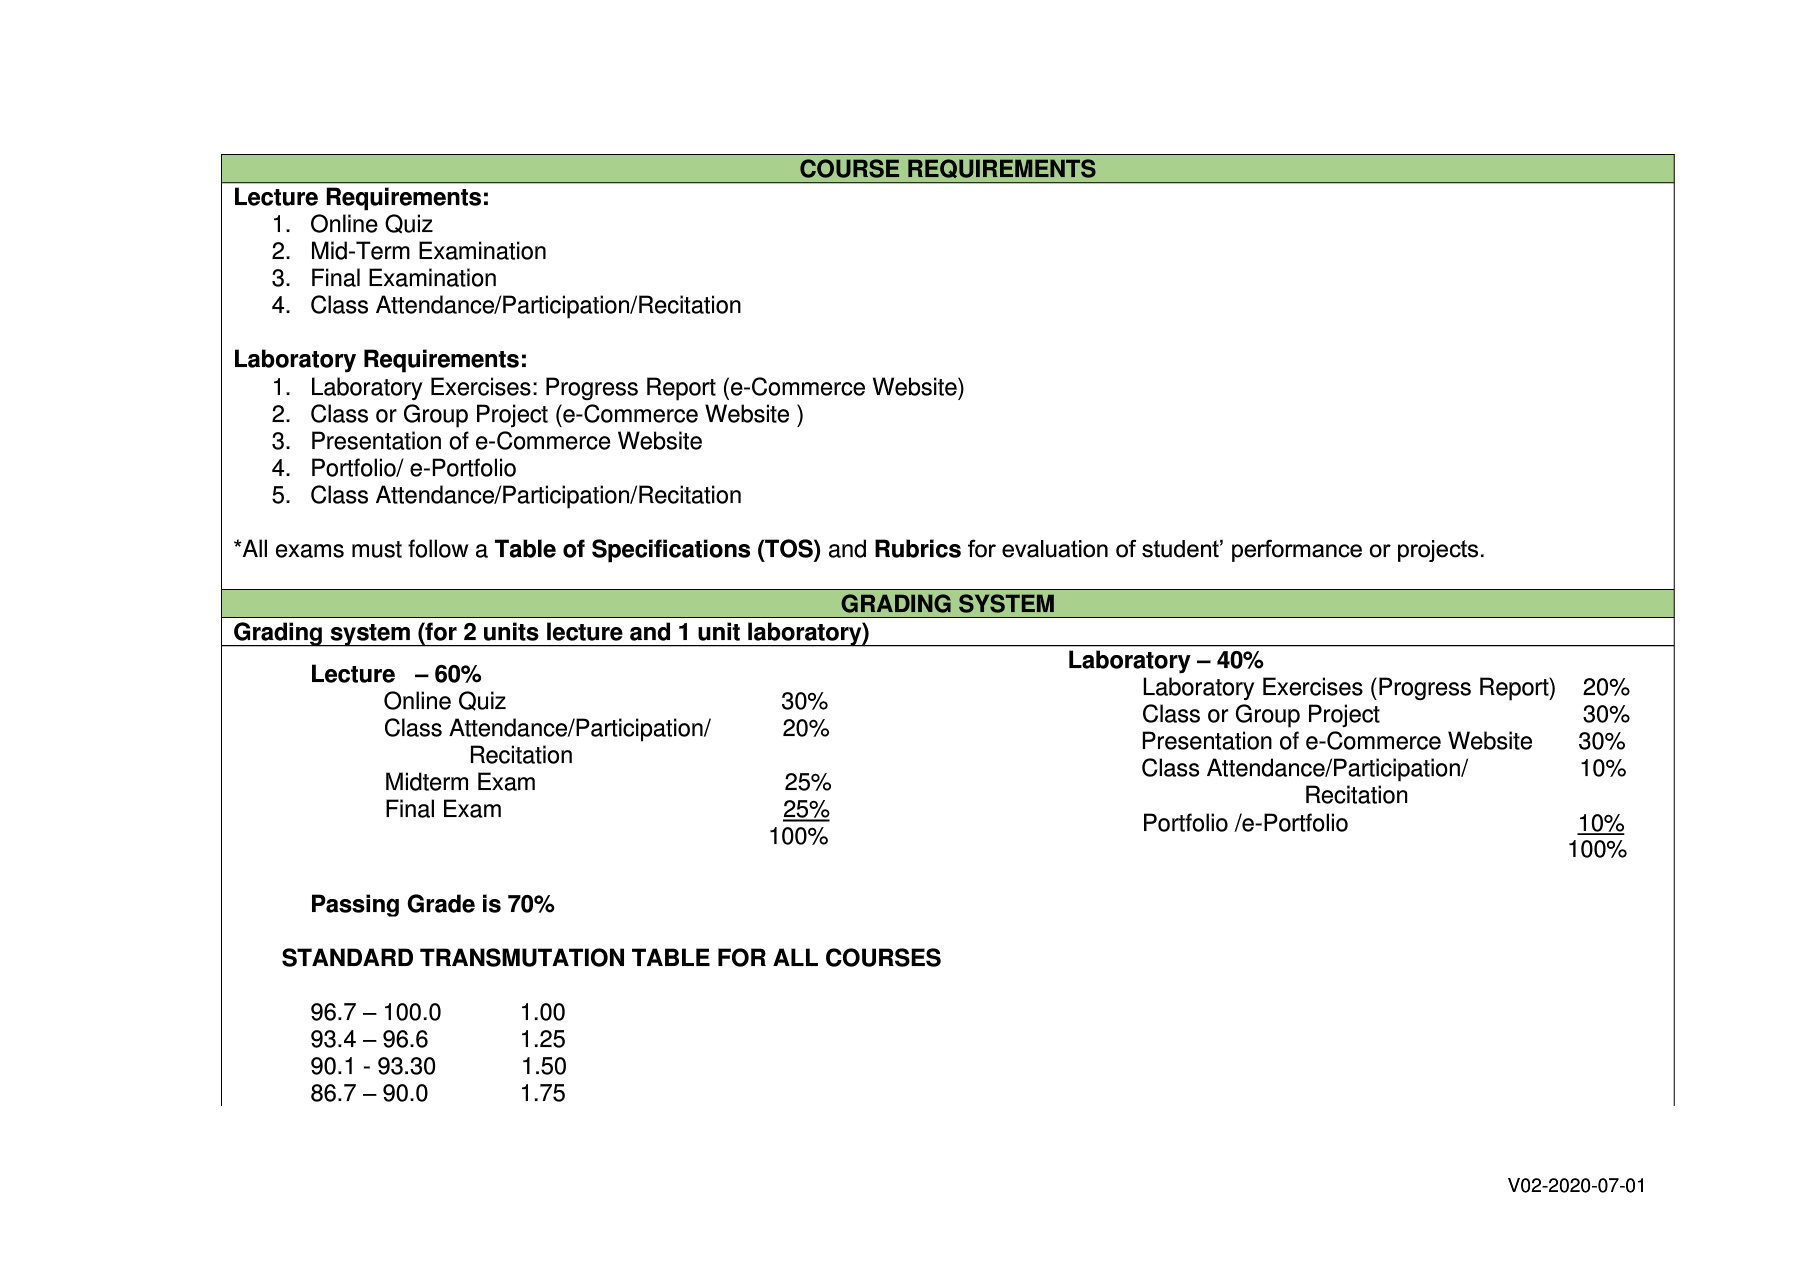 COURSE REQUIREMENTS
Lecture Requirements:
1. Online Quiz
2. Mid-Term Examination
3. Final Examination
4. Class Attendance/Participation/Recitation
Laboratory Requirements:
1. Laboratory Exercises: Progress Report (e-Commerce Website)
2. Class or Group Project (e-Commerce Website )
3. Presentation of e-Commerce Website
4. Portfolio/ e-Portfolio
5. Class Attendance/Participation/Recitation
*All exams must follow a Table of Specifications (TOS) and Rubrics for evaluation of student’ performance or projects.
GRADING SYSTEM
Grading system (for 2 units lecture and 1 unit laboratory)
Lecture – 60%
Online Quiz 30%
Class Attendance/Participation/ 20%
Recitation
Midterm Exam 25%
Final Exam 25%
100%
Laboratory – 40%
Laboratory Exercises (Progress Report) 20%
Class or Group Project 30%
Presentation of e-Commerce Website 30%
Class Attendance/Participation/ 10%
Recitation
Portfolio /e-Portfolio 10%
100%
Passing Grade is 70%
STANDARD TRANSMUTATION TABLE FOR ALL COURSES
96.7 – 100.0 1.00
93.4 – 96.6 1.25
90.1 - 93.30 1.50
86.7 – 90.0 1.75
V02-2020-07-01